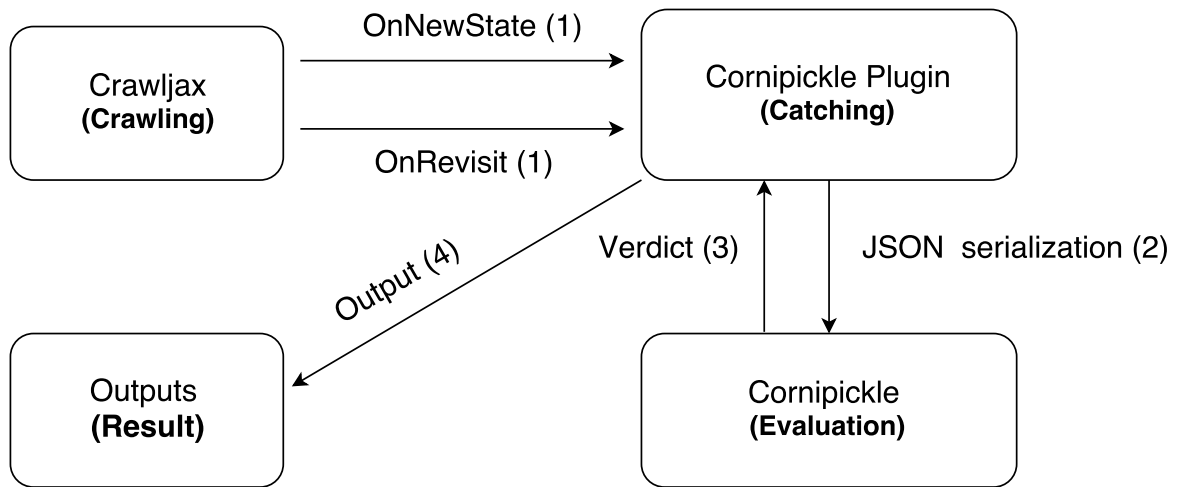 OnNewState (1)
Crawljax
(Crawling)
Cornipickle Plugin
(Catching)
OnRevisit (1)
Output (4)
Verdict (3)
JSON serialization (2)
Outputs
(Result)
Cornipickle
(Evaluation)